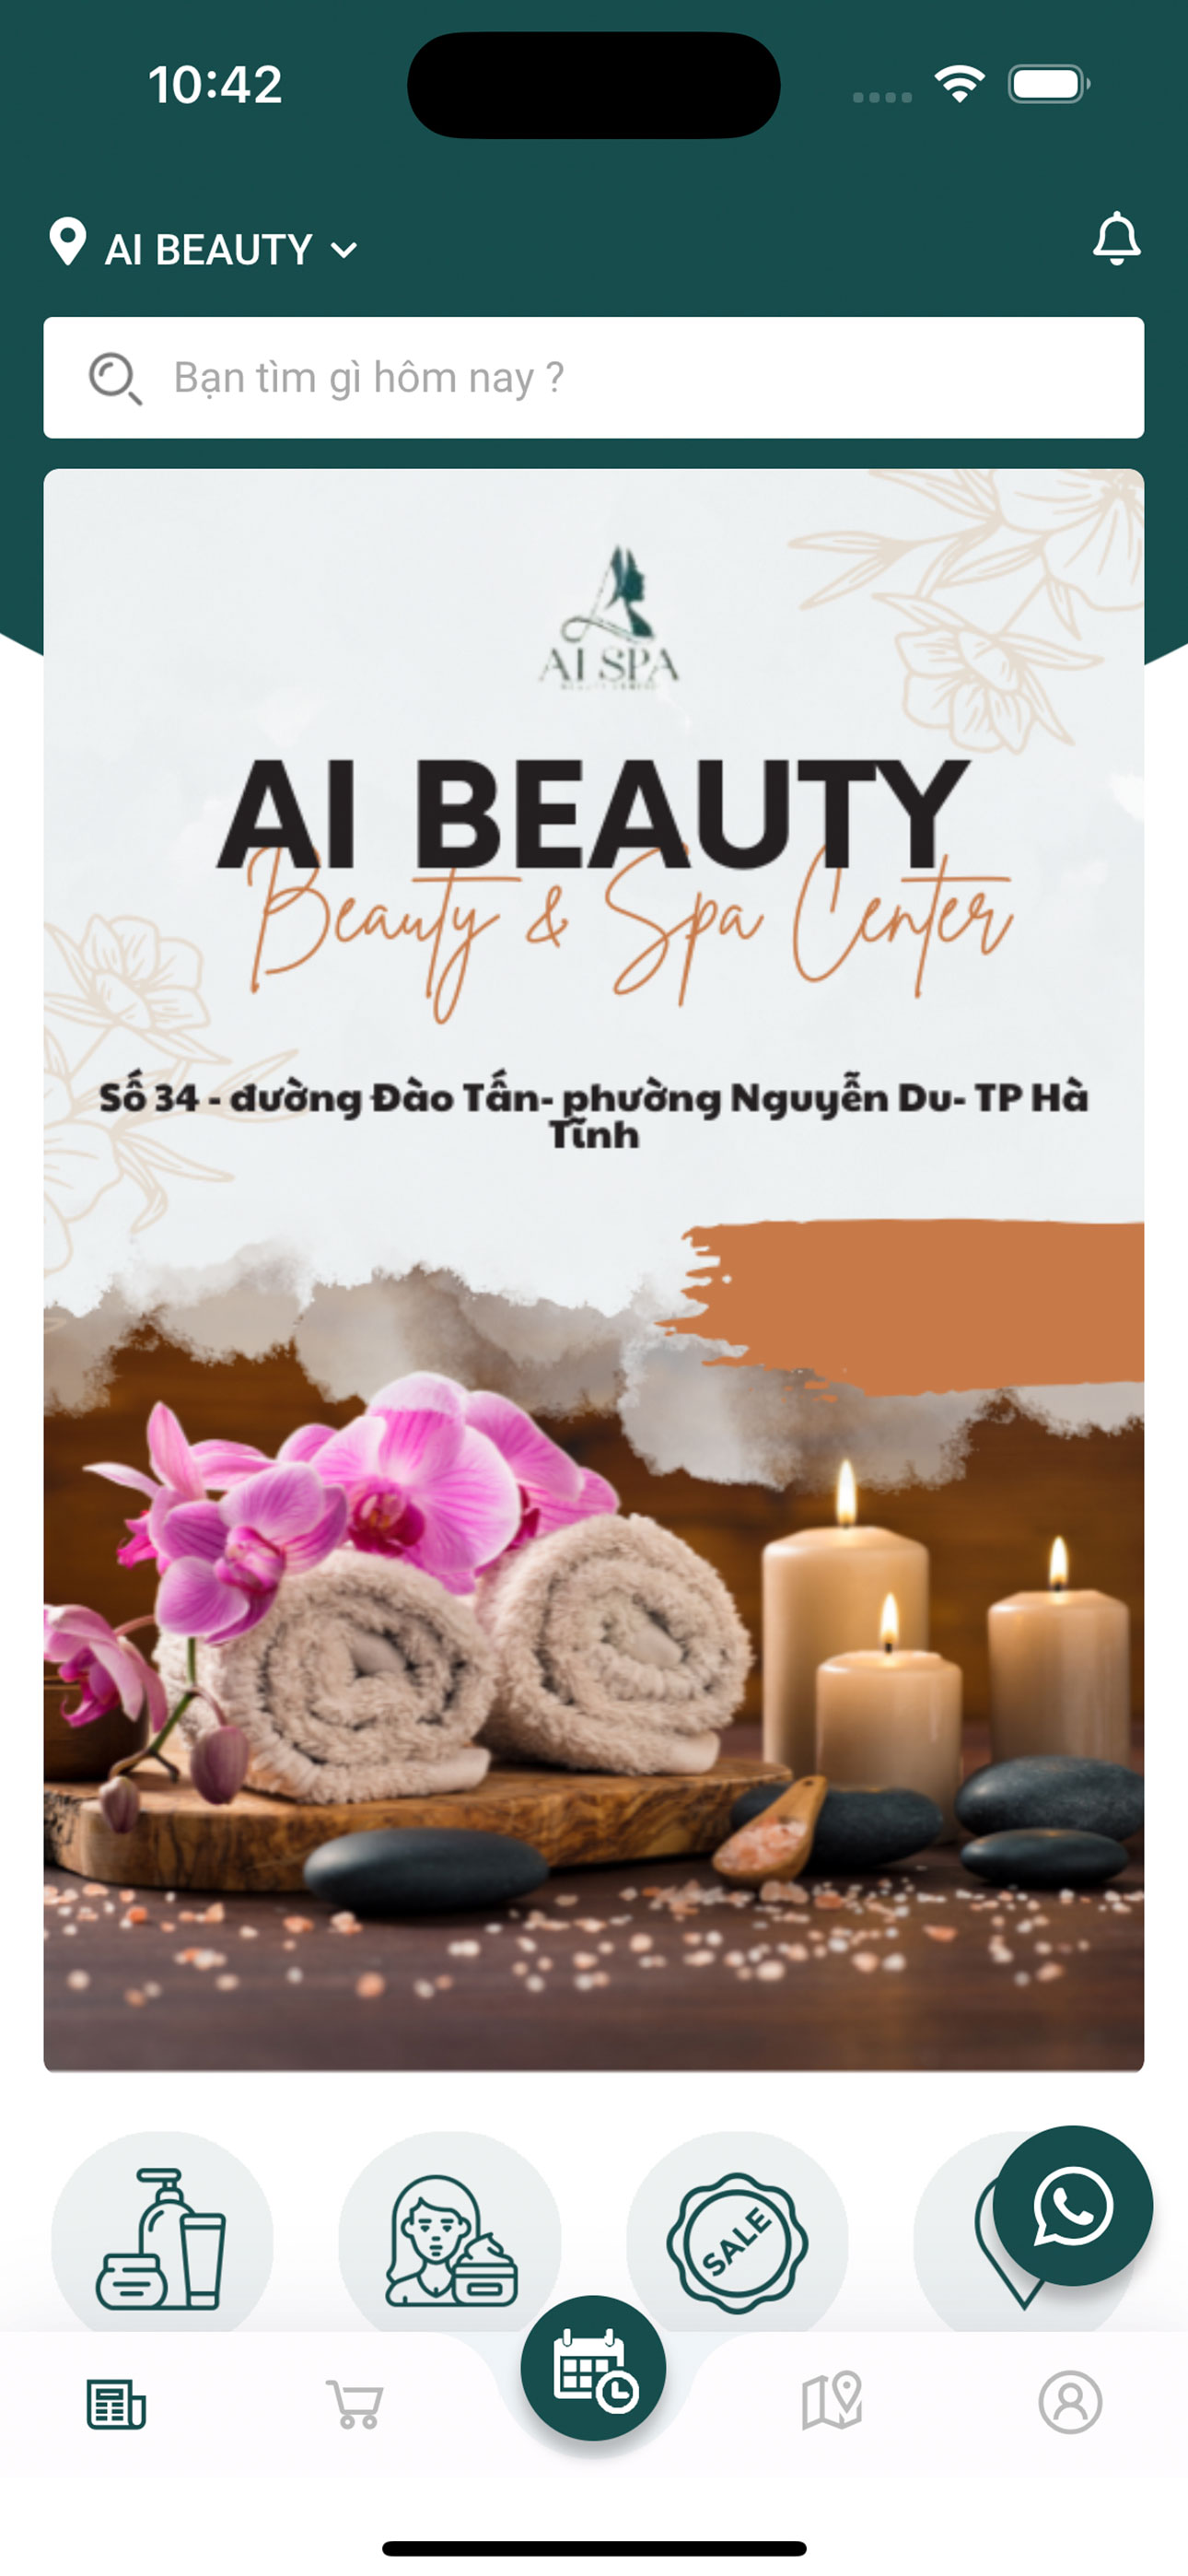 10:42
AI BEAUTY
Bạn tìm gì hôm nay ?
AI SPA
AI BEAUTY
Beauty & Spa Center
Số 34 - đường Đào Tấn- phường Nguyễn Du- TP Hà
Tĩnh
SALE